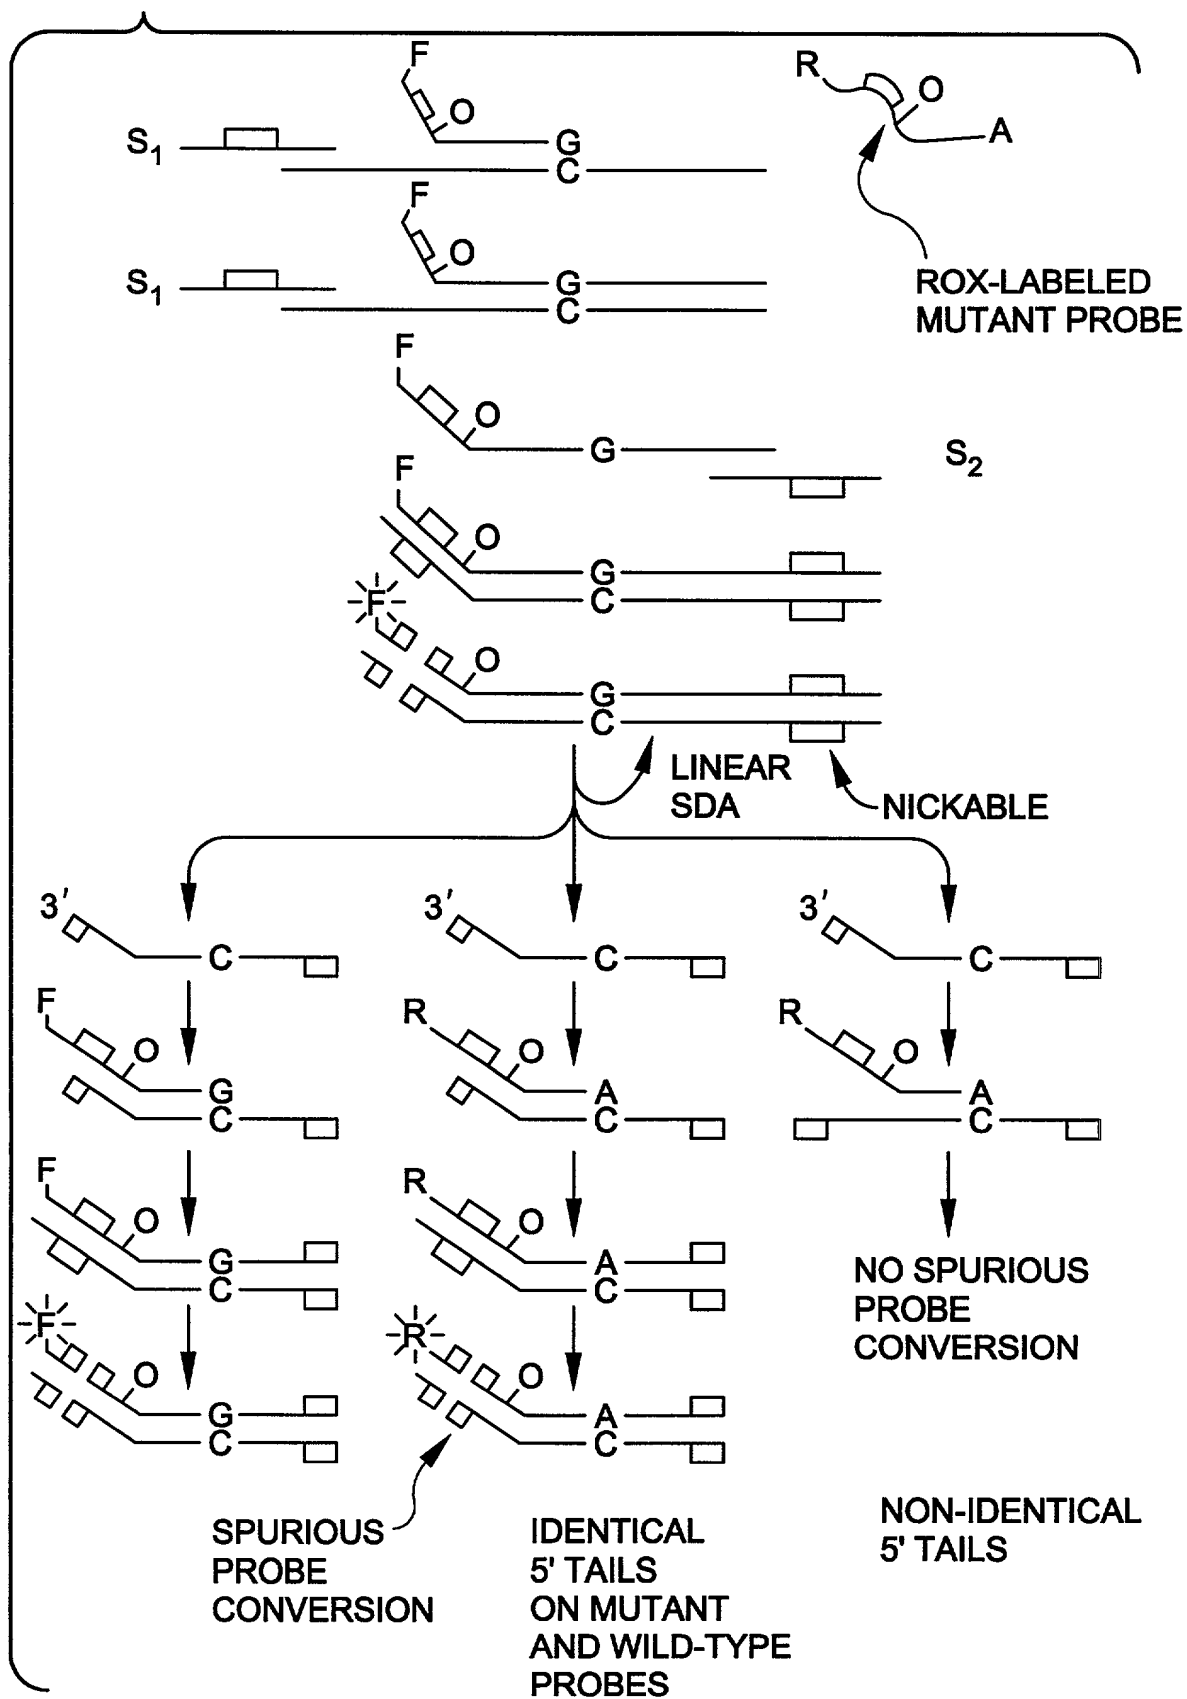 F
O
R
O
A
S1
G
C
F
O
S1
G
C
ROX-LABELED
MUTANT PROBE
F
O
G
S2
F
O
G
C
F
O
G
C
LINEAR
SDA
NICKABLE
3'
C
3'
C
3'
C
F
O
G
C
R
O
A
C
R
O
A
C
F
O
G
C
R
O
A
C
NO SPURIOUS
PROBE
CONVERSION
F
O
G
C
R
O
A
C
SPURIOUS
PROBE
CONVERSION
IDENTICAL
5' TAILS
ON MUTANT
AND WILD-TYPE
PROBES
NON-IDENTICAL
5' TAILS